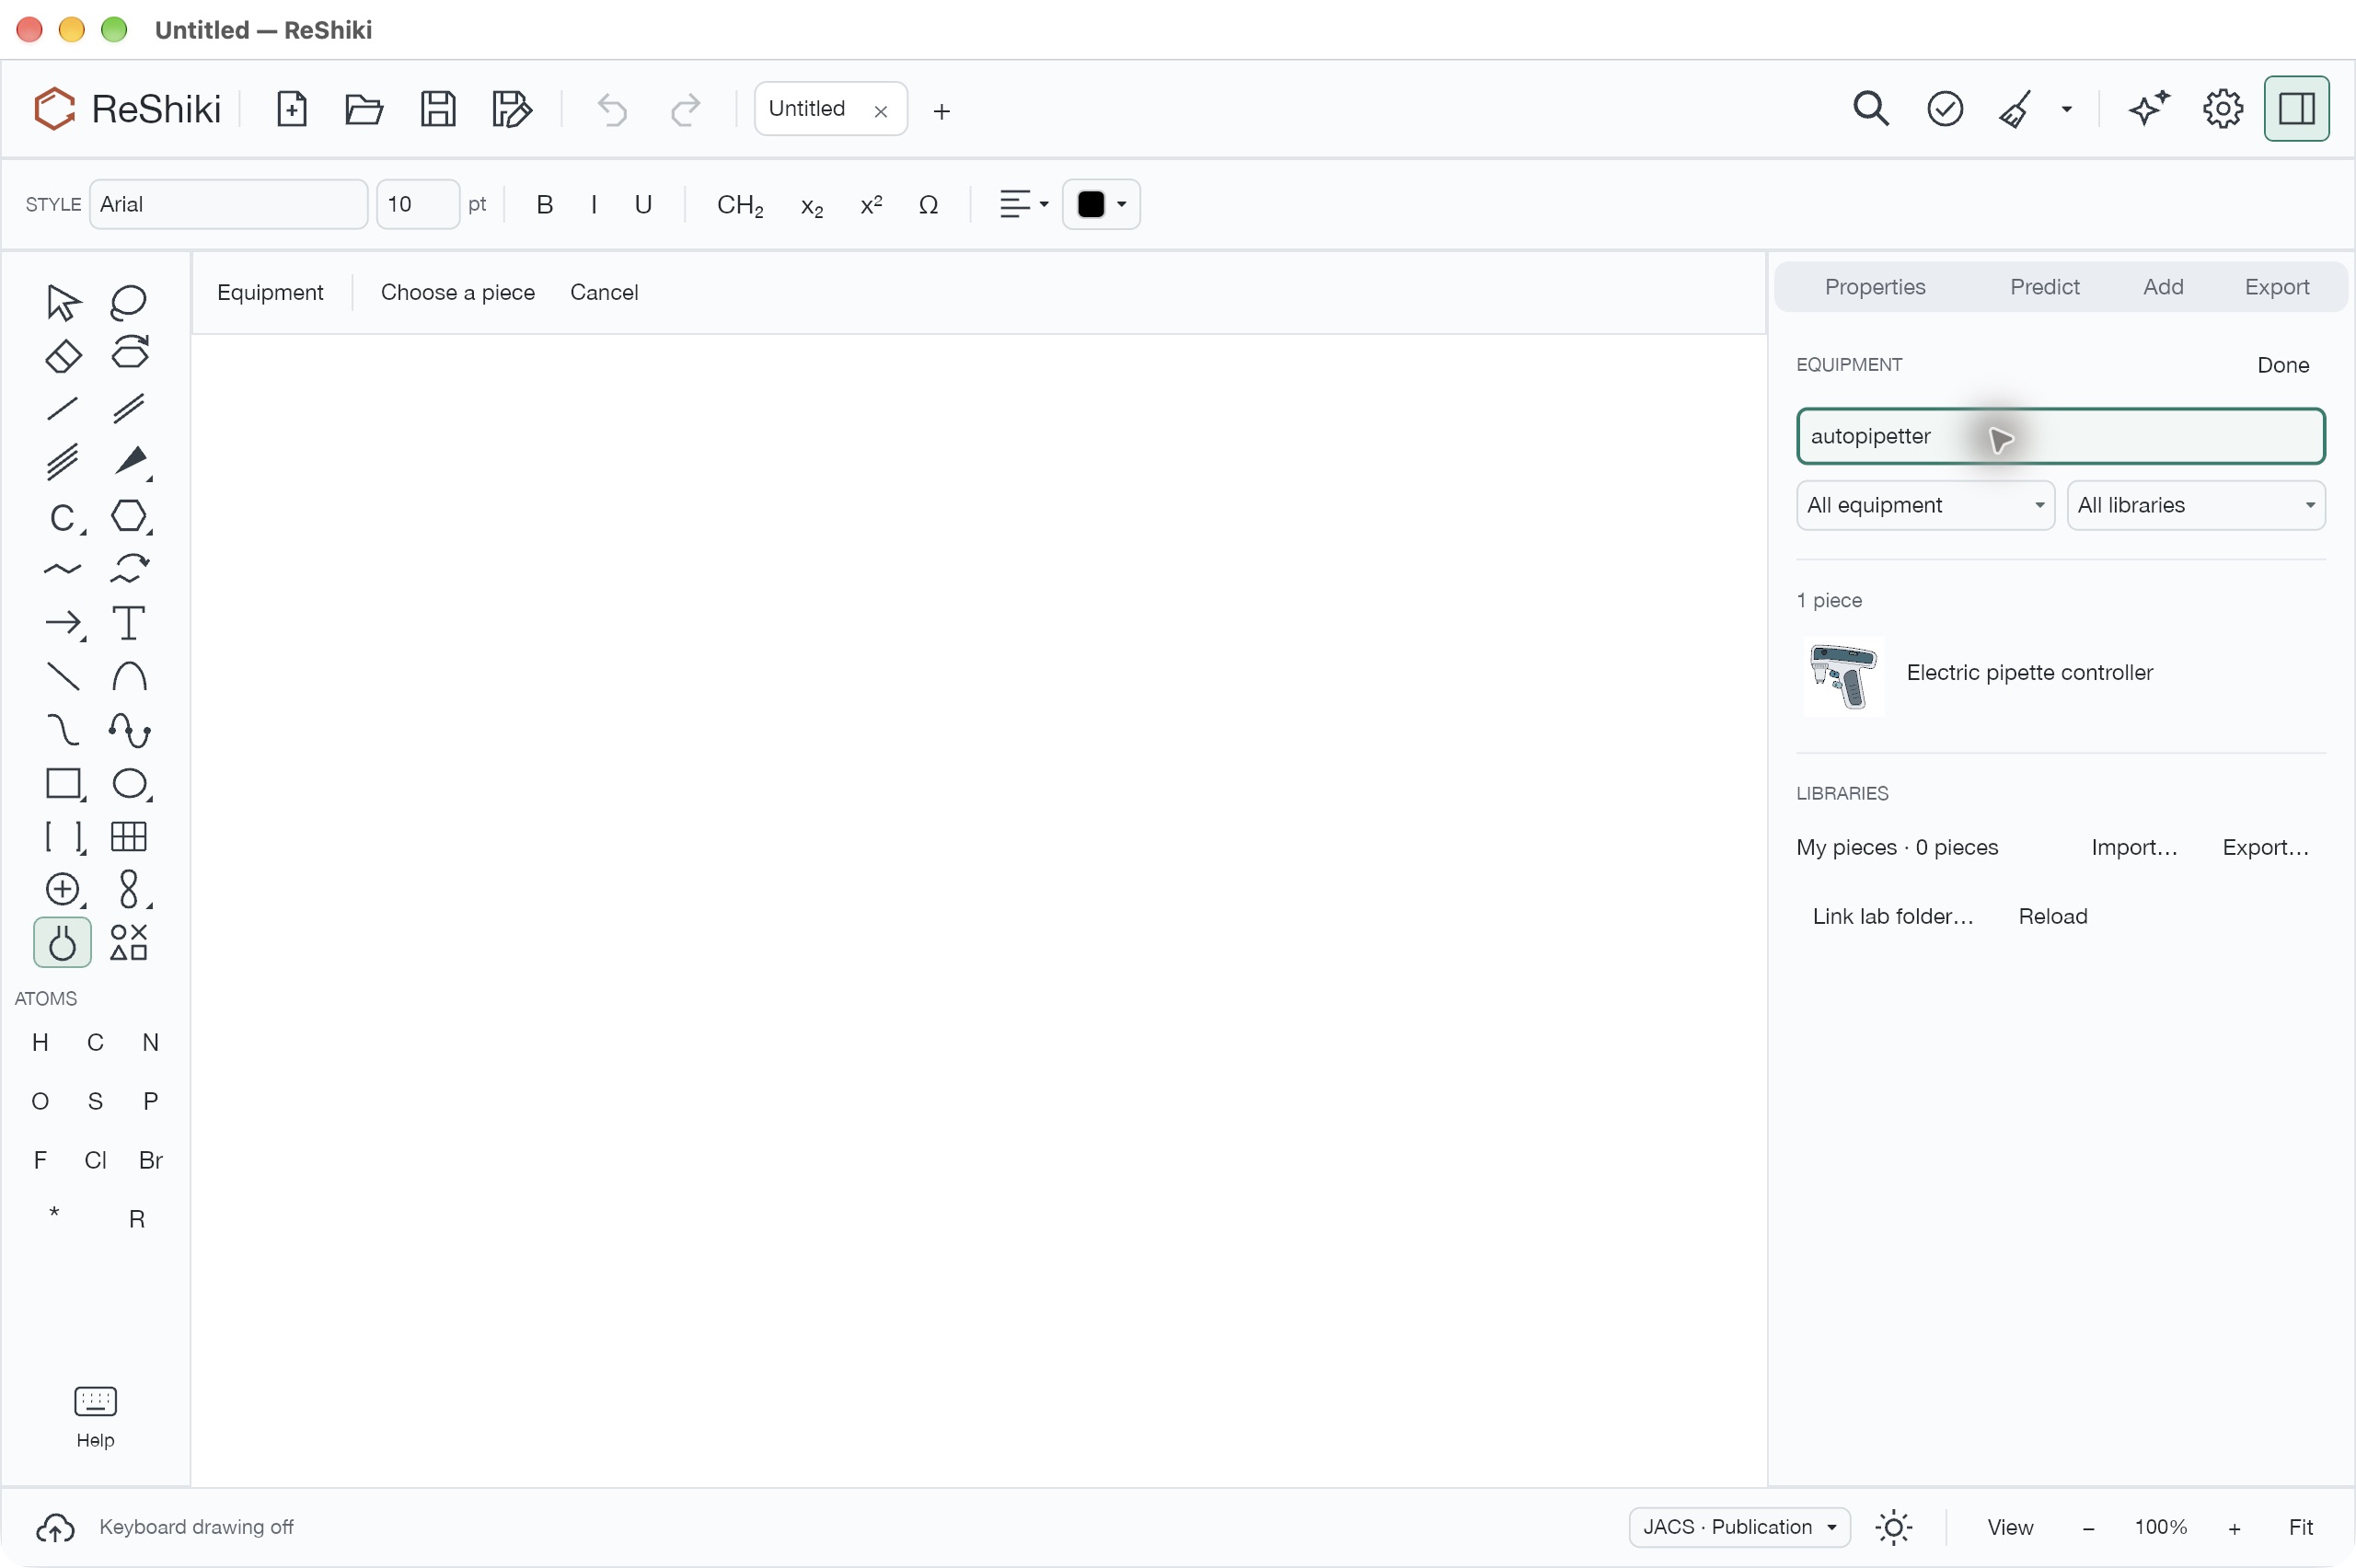 Untitled — ReShiki
ReShiki
Untitled × +
STYLE Arial 10 pt B I U CH₂ x₂ x² Ω
Equipment Choose a piece Cancel
Properties Predict Add Export
EQUIPMENT Done
autopipetter
All equipment All libraries
1 piece
Electric pipette controller
LIBRARIES
My pieces · 0 pieces Import... Export...
Link lab folder... Reload
C
T
[ ]
ATOMS
H C N
O S P
F Cl Br
* R
Help
Keyboard drawing off
JACS · Publication View − 100% + Fit